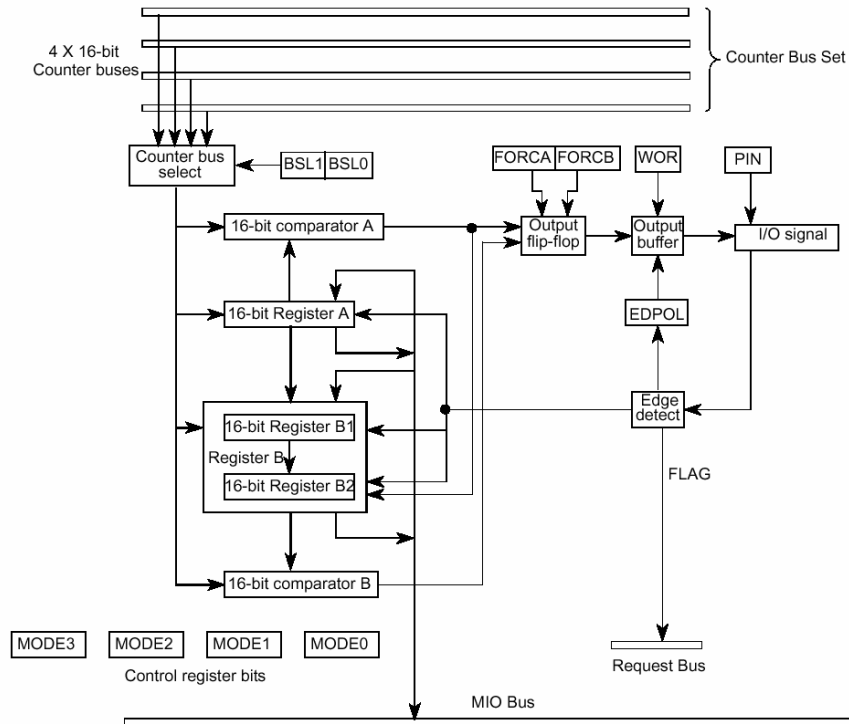 4 X 16-bit
Counter buses
Counter Bus Set
Counter bus
select
BSL1 BSL0
FORCA FORCB
WOR
PIN
16-bit comparator A
Output
flip-flop
Output
buffer
I/O signal
16-bit Register A
EDPOL
Edge
detect
16-bit Register B1
Register B
16-bit Register B2
FLAG
16-bit comparator B
MODE3 MODE2 MODE1 MODE0
Control register bits
Request Bus
MIO Bus